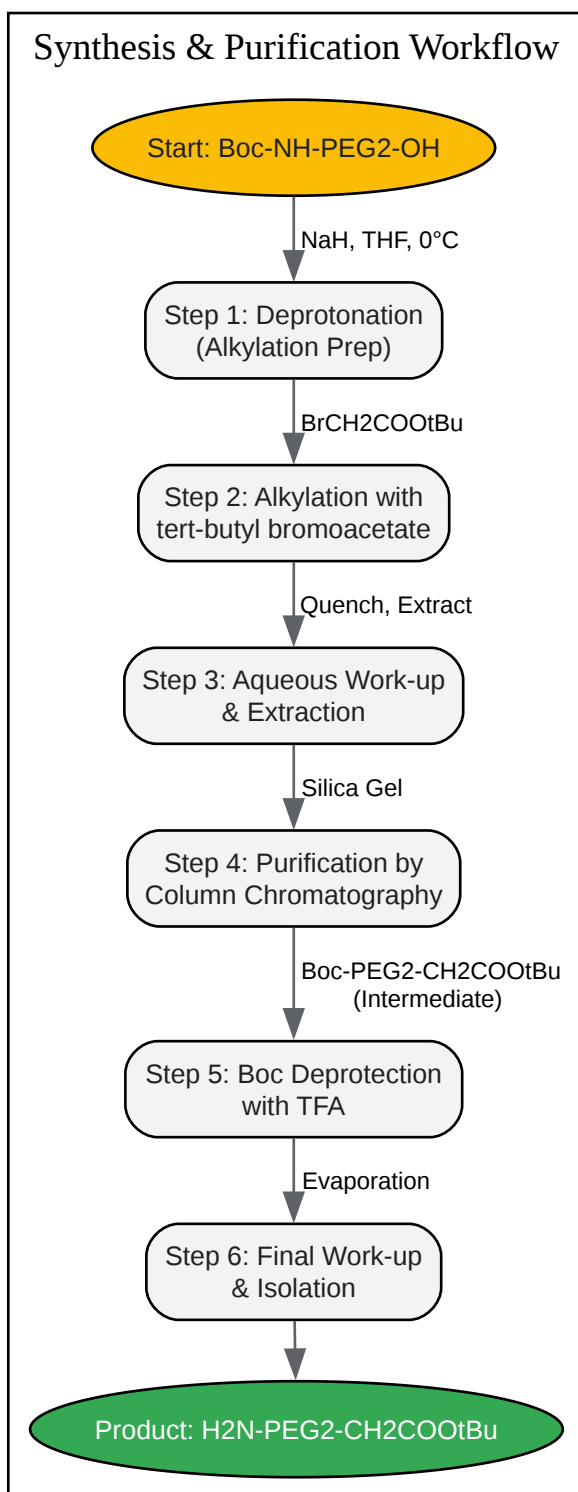 Synthesis & Purification Workflow
Start: Boc-NH-PEG2-OH
NaH, THF, 0°C
Step 1: Deprotonation
(Alkylation Prep)
BrCH2COOtBu
Step 2: Alkylation with
tert-butyl bromoacetate
Quench, Extract
Step 3: Aqueous Work-up
& Extraction
Silica Gel
Step 4: Purification by
Column Chromatography
Boc-PEG2-CH2COOtBu
(Intermediate)
Step 5: Boc Deprotection
with TFA
Evaporation
Step 6: Final Work-up
& Isolation
Product: H2N-PEG2-CH2COOtBu